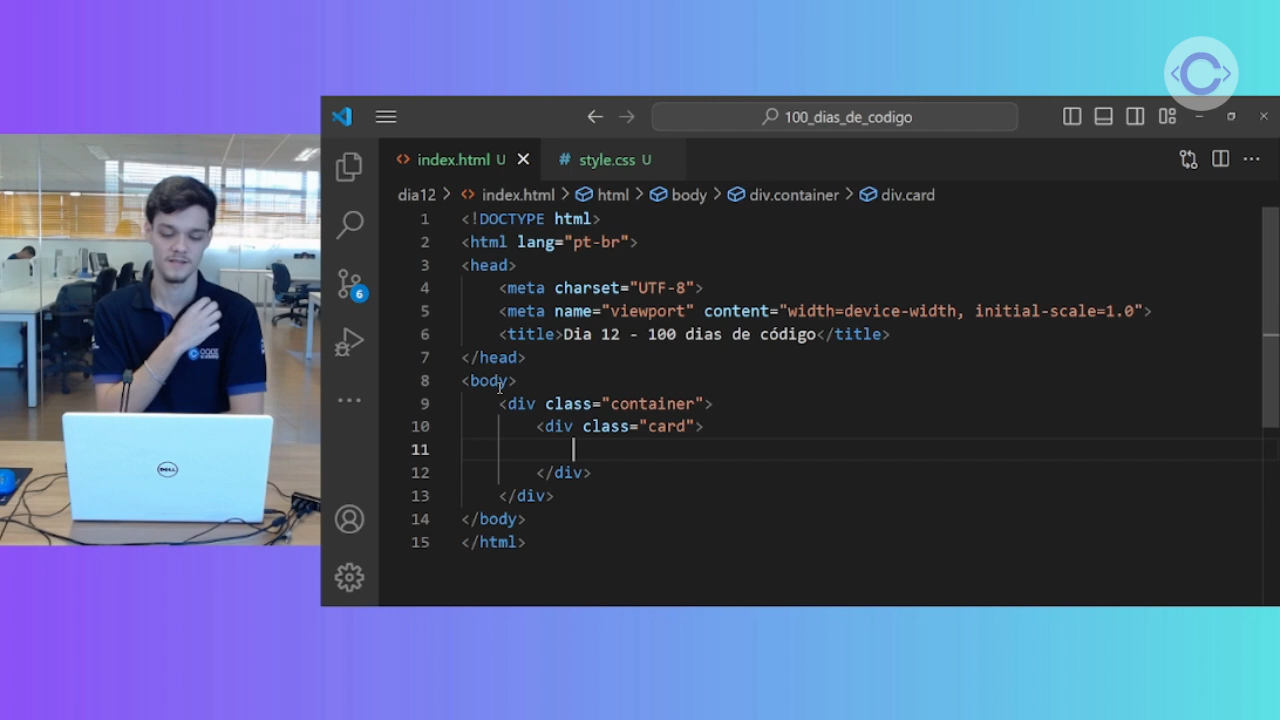 100_dias_de_codigo
index.html U
# style.css U
dia12 > index.html > html > body > div.container > div.card
1 <!DOCTYPE html>
2 <html lang="pt-br">
3 <head>
4 <meta charset="UTF-8">
5 <meta name="viewport" content="width=device-width, initial-scale=1.0">
6 <title>Dia 12 - 100 dias de código</title>
7 </head>
8 <body>
9 <div class="container">
10 <div class="card">
11
12 </div>
13 </div>
14 </body>
15 </html>
6
DELL